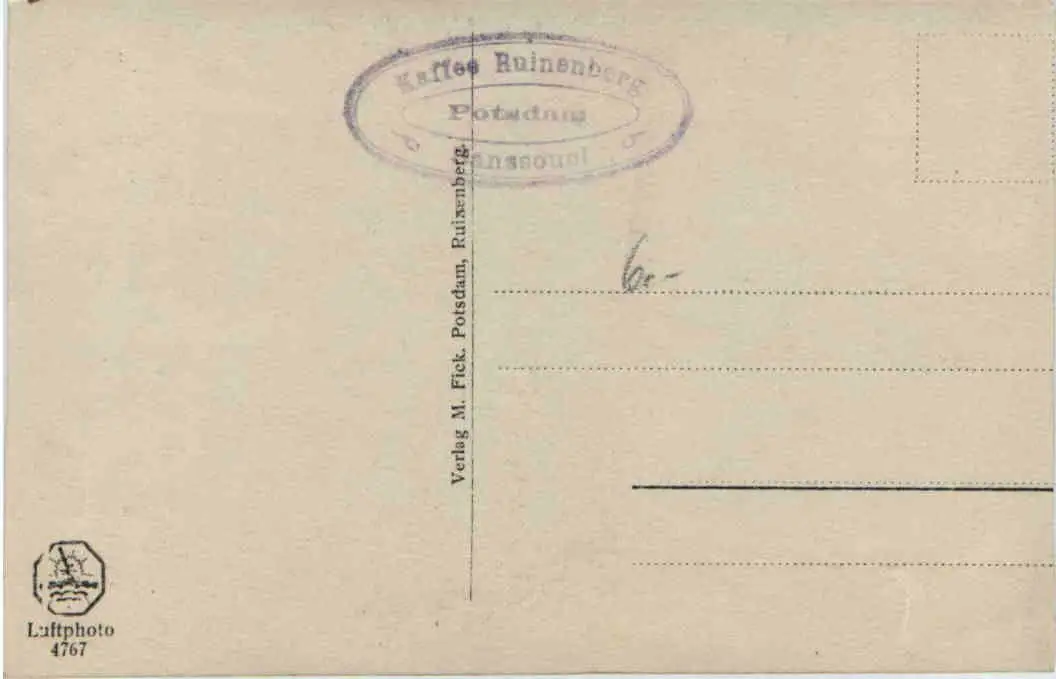 Kaffee Ruinenberg
Potsdam
Sanssouci
Verlag M. Fick. Potsdam, Ruinenberg.
6.-
Luftphoto
4767